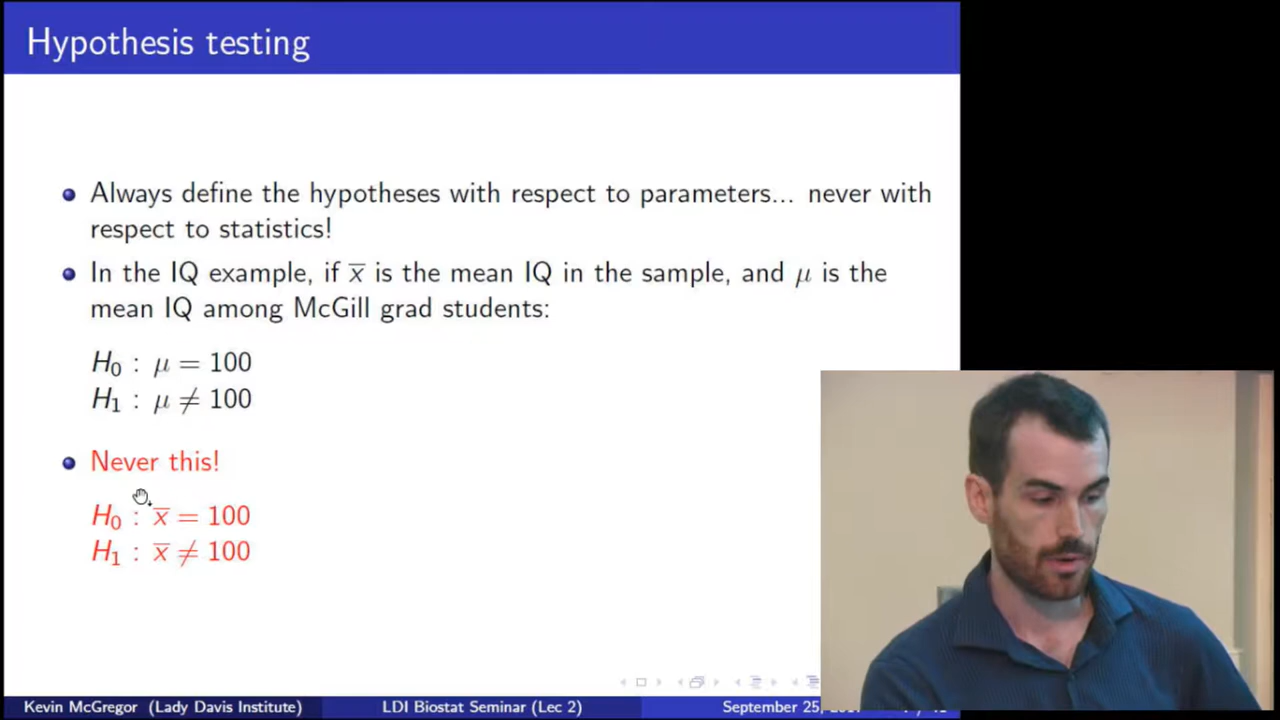 Hypothesis testing
Always define the hypotheses with respect to parameters... never with
respect to statistics!
In the IQ example, if x̅ is the mean IQ in the sample, and μ is the
mean IQ among McGill grad students:
H₀ : μ = 100
H₁ : μ ≠ 100
Never this!
H₀ : x̅ = 100
H₁ : x̅ ≠ 100
Kevin McGregor (Lady Davis Institute) LDI Biostat Seminar (Lec 2) September 25,